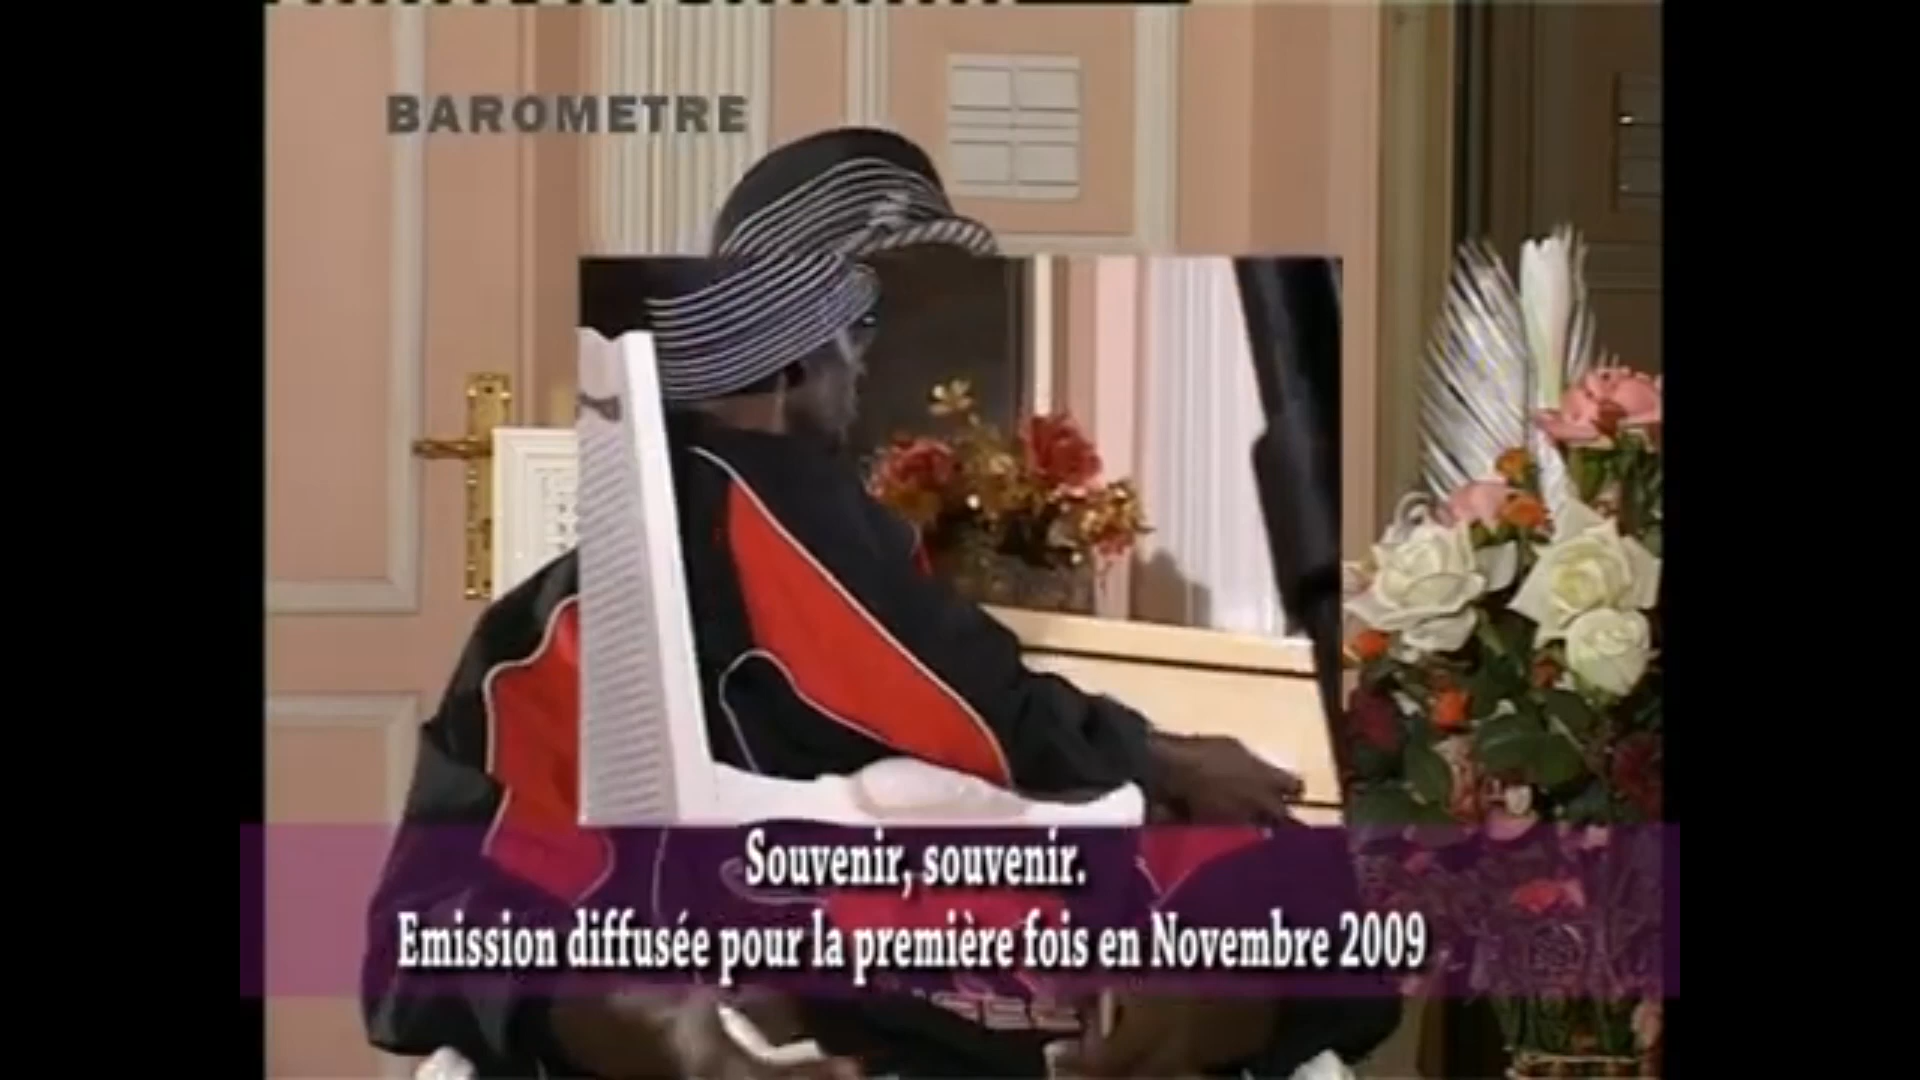 BAROMETRE
Souvenir, souvenir.
Emission diffusée pour la première fois en Novembre 2009